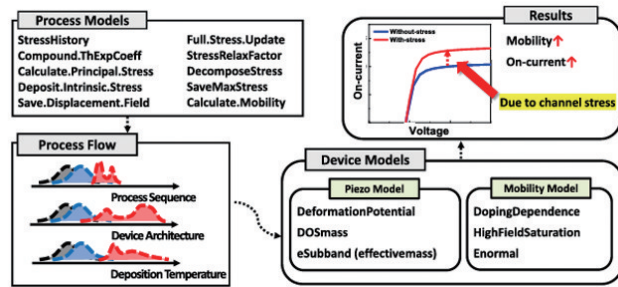 Process Models
StressHistory
Compound.ThExpCoeff
Calculate.Principal.Stress
Deposit.Intrinsic.Stress
Save.Displacement.Field
Full.Stress.Update
StressRelaxFactor
DecomposeStress
SaveMaxStress
Calculate.Mobility
Process Flow
Process Sequence
Device Architecture
Deposition Temperature
Results
Without-stress
With-stress
On-current
Voltage
Mobility↑
On-current↑
Due to channel stress
Device Models
Piezo Model
DeformationPotential
DOSmass
eSubband (effectivemass)
Mobility Model
DopingDependence
HighFieldSaturation
Enormal